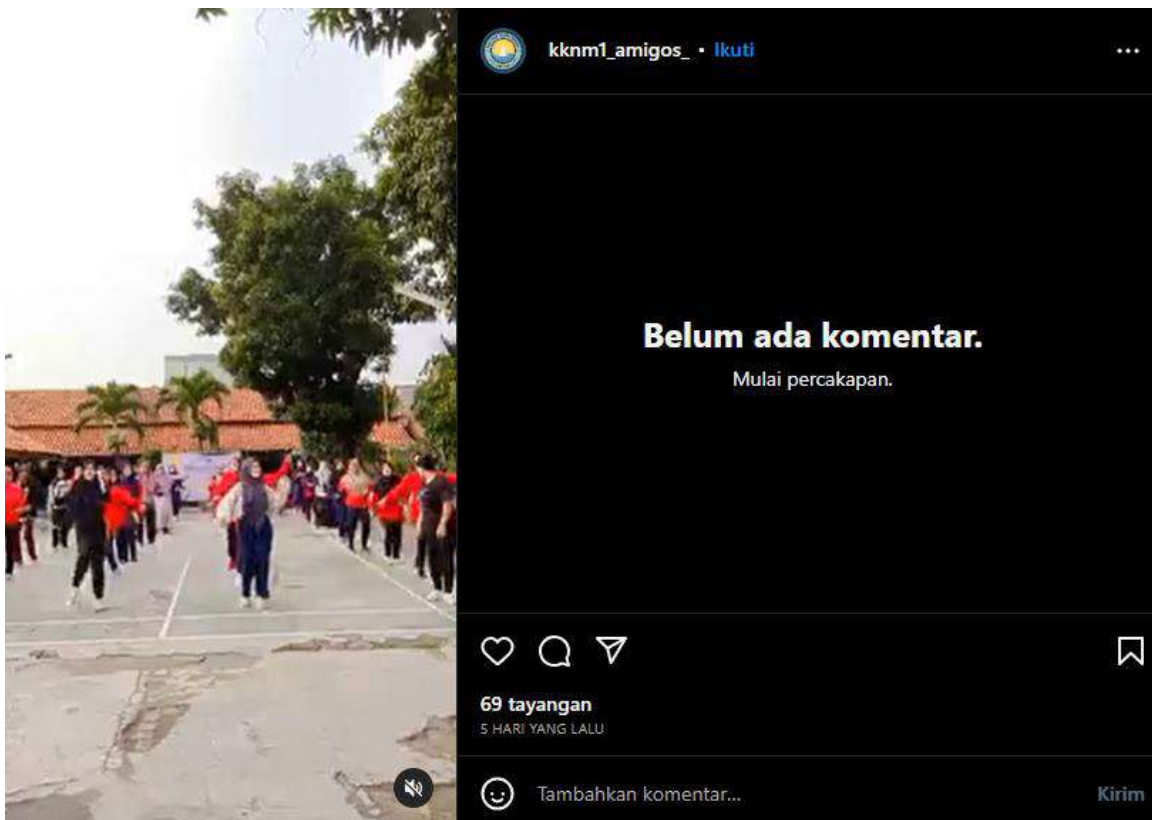 kknm1_amigos_ • Ikuti
Belum ada komentar.
Mulai percakapan.
69 tayangan
5 HARI YANG LALU
Tambahkan komentar...
Kirim